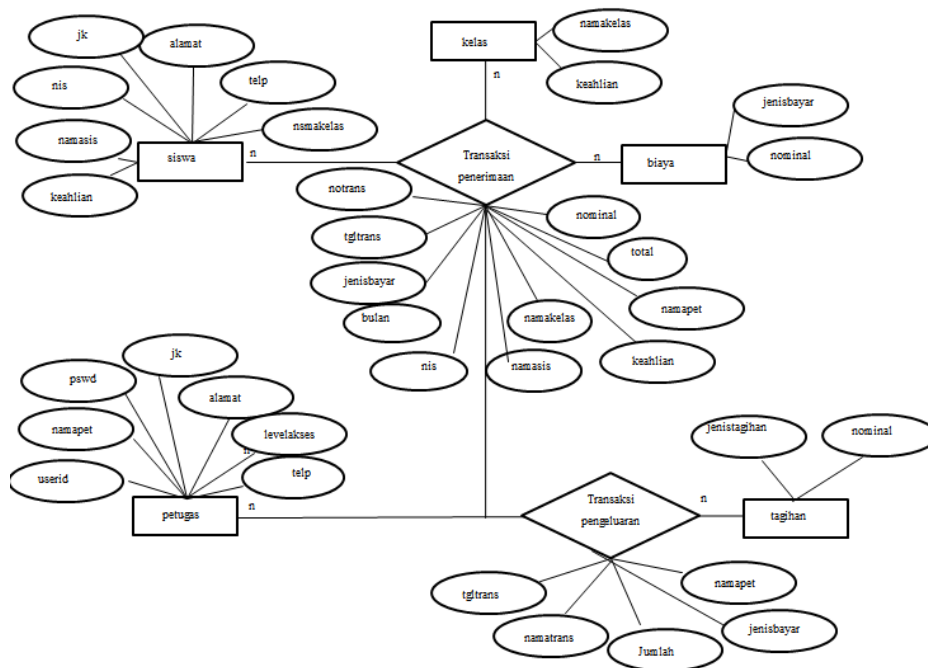 jk
alamat
nis
telp
namasis
nsmakelas
siswa
n
keahlian
kelas
n
namakelas
keahlian
Transaksi
penerimaan
n
biaya
jenisbayar
nominal
notrans
tgltrans
jenisbayar
bulan
nis
namasis
namakelas
keahlian
namapet
total
nominal
jk
pswd
alamat
namapet
levelakses
n
userid
telp
petugas
n
Transaksi
pengeluaran
n
tagihan
jenistagihan
nominal
tgltrans
namatrans
Jumlah
jenisbayar
namapet